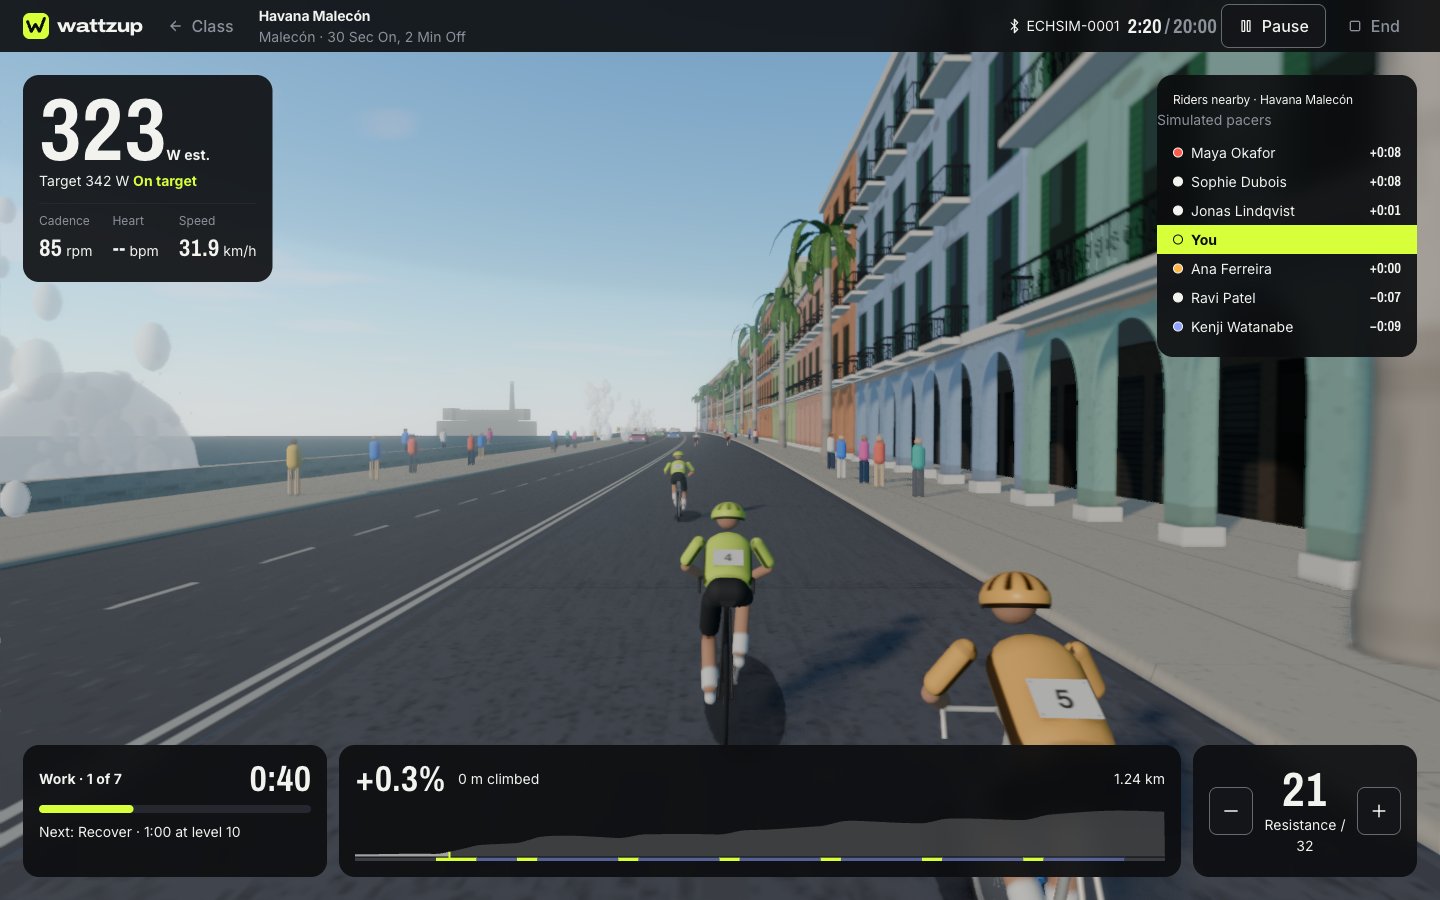 wattzup
← Class
Havana Malecón
Malecón · 30 Sec On, 2 Min Off
ECHSIM-0001
2:20 / 20:00
Pause
End
323 W est.
Target 342 W On target
Cadence Heart Speed
85 rpm -- bpm 31.9 km/h
Riders nearby · Havana Malecón
Simulated pacers
Maya Okafor +0:08
Sophie Dubois +0:08
Jonas Lindqvist +0:01
You
Ana Ferreira +0:00
Ravi Patel −0:07
Kenji Watanabe −0:09
4
5
Work · 1 of 7 0:40
Next: Recover · 1:00 at level 10
+0.3% 0 m climbed 1.24 km
− 21 +
Resistance /
32